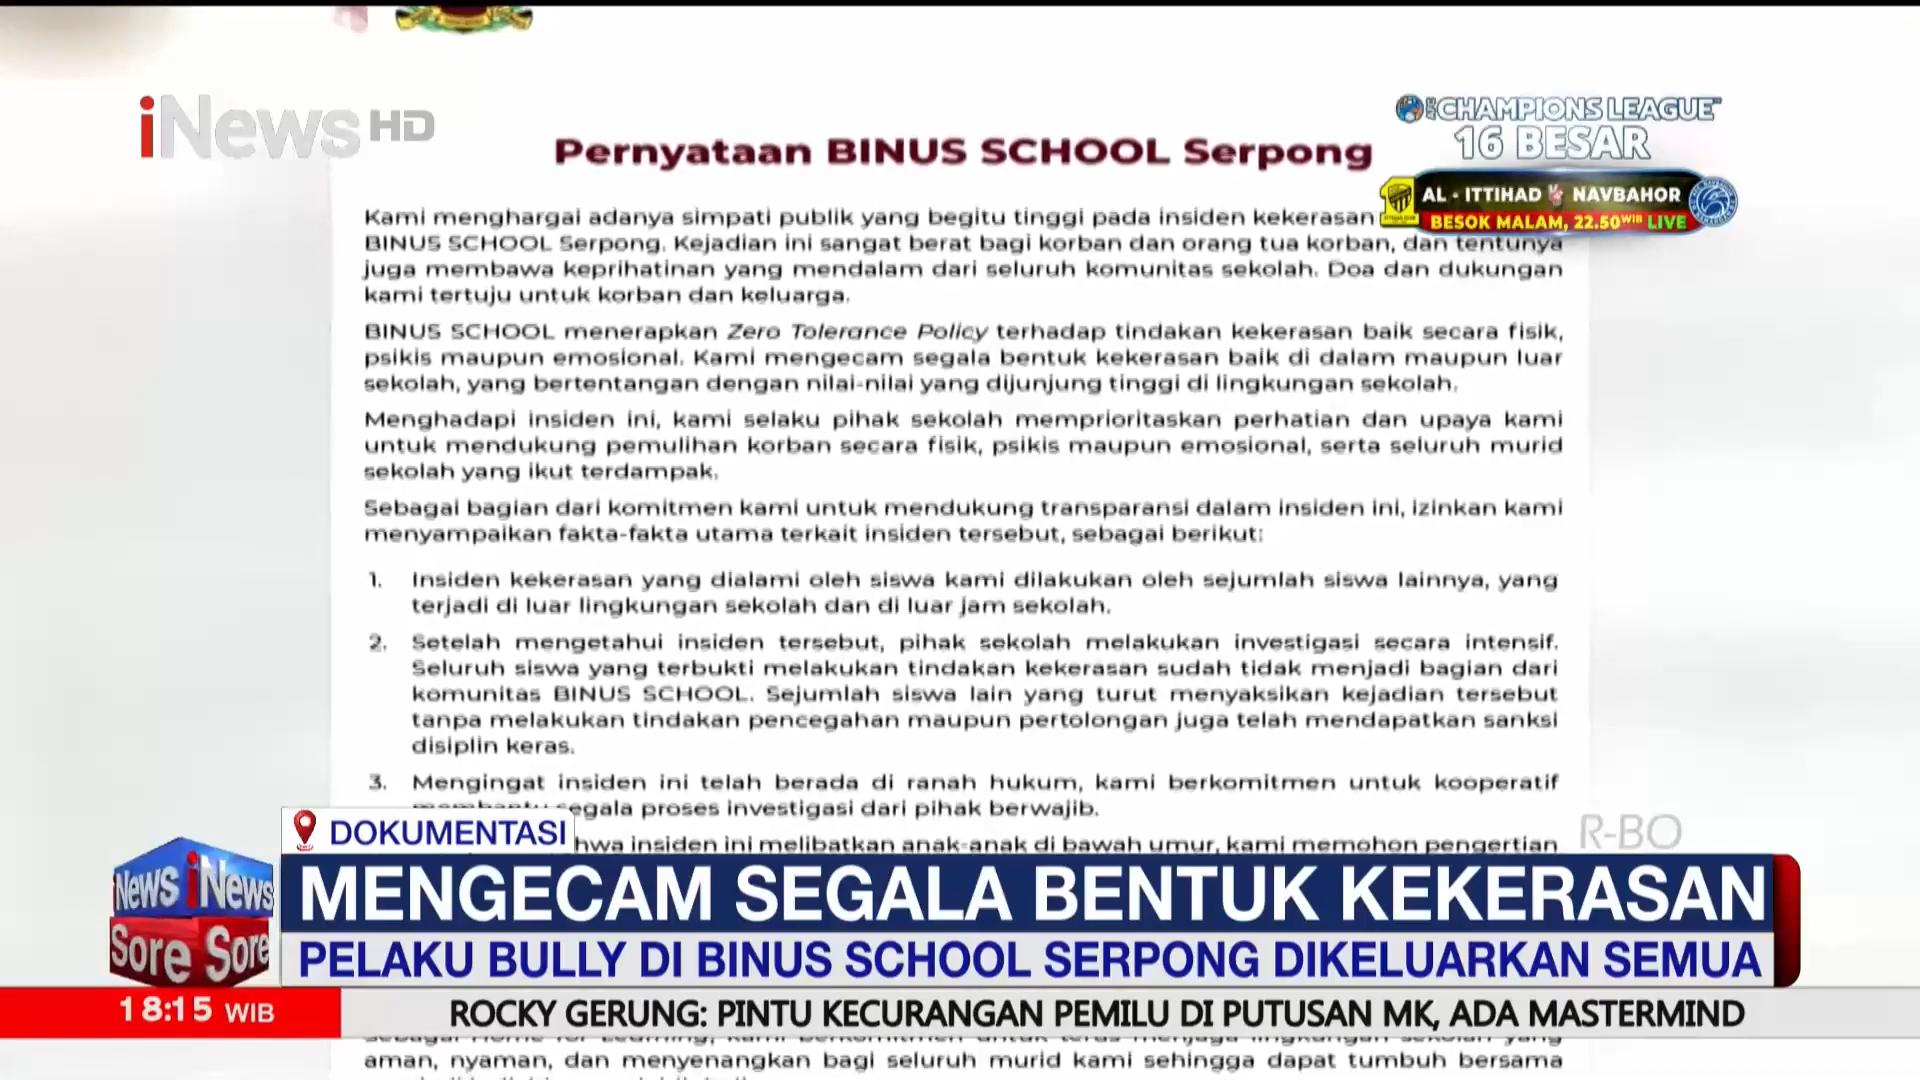 iNews HD
AFC CHAMPIONS LEAGUE
16 BESAR
AL - ITTIHAD NAVBAHOR
BESOK MALAM, 22.50 WIB LIVE
Pernyataan BINUS SCHOOL Serpong
Kami menghargai adanya simpati publik yang begitu tinggi pada insiden kekerasan
BINUS SCHOOL Serpong. Kejadian ini sangat berat bagi korban dan orang tua korban, dan tentunya
juga membawa keprihatinan yang mendalam dari seluruh komunitas sekolah. Doa dan dukungan
kami tertuju untuk korban dan keluarga.
BINUS SCHOOL menerapkan Zero Tolerance Policy terhadap tindakan kekerasan baik secara fisik,
psikis maupun emosional. Kami mengecam segala bentuk kekerasan baik di dalam maupun luar
sekolah, yang bertentangan dengan nilai-nilai yang dijunjung tinggi di lingkungan sekolah.
Menghadapi insiden ini, kami selaku pihak sekolah memprioritaskan perhatian dan upaya kami
untuk mendukung pemulihan korban secara fisik, psikis maupun emosional, serta seluruh murid
sekolah yang ikut terdampak.
Sebagai bagian dari komitmen kami untuk mendukung transparansi dalam insiden ini, izinkan kami
menyampaikan fakta-fakta utama terkait insiden tersebut, sebagai berikut:
1. Insiden kekerasan yang dialami oleh siswa kami dilakukan oleh sejumlah siswa lainnya, yang
terjadi di luar lingkungan sekolah dan di luar jam sekolah.
2. Setelah mengetahui insiden tersebut, pihak sekolah melakukan investigasi secara intensif.
Seluruh siswa yang terbukti melakukan tindakan kekerasan sudah tidak menjadi bagian dari
komunitas BINUS SCHOOL. Sejumlah siswa lain yang turut menyaksikan kejadian tersebut
tanpa melakukan tindakan pencegahan maupun pertolongan juga telah mendapatkan sanksi
disiplin keras.
3. Mengingat insiden ini telah berada di ranah hukum, kami berkomitmen untuk kooperatif
segala proses investigasi dari pihak berwajib.
insiden ini melibatkan anak-anak di bawah umur, kami memohon pengertian
R-BO
DOKUMENTASI
MENGECAM SEGALA BENTUK KEKERASAN
PELAKU BULLY DI BINUS SCHOOL SERPONG DIKELUARKAN SEMUA
News iNews
Sore Sore
18:15 WIB
ROCKY GERUNG: PINTU KECURANGAN PEMILU DI PUTUSAN MK, ADA MASTERMIND
aman, nyaman, dan menyenangkan bagi seluruh murid kami sehingga dapat tumbuh bersama